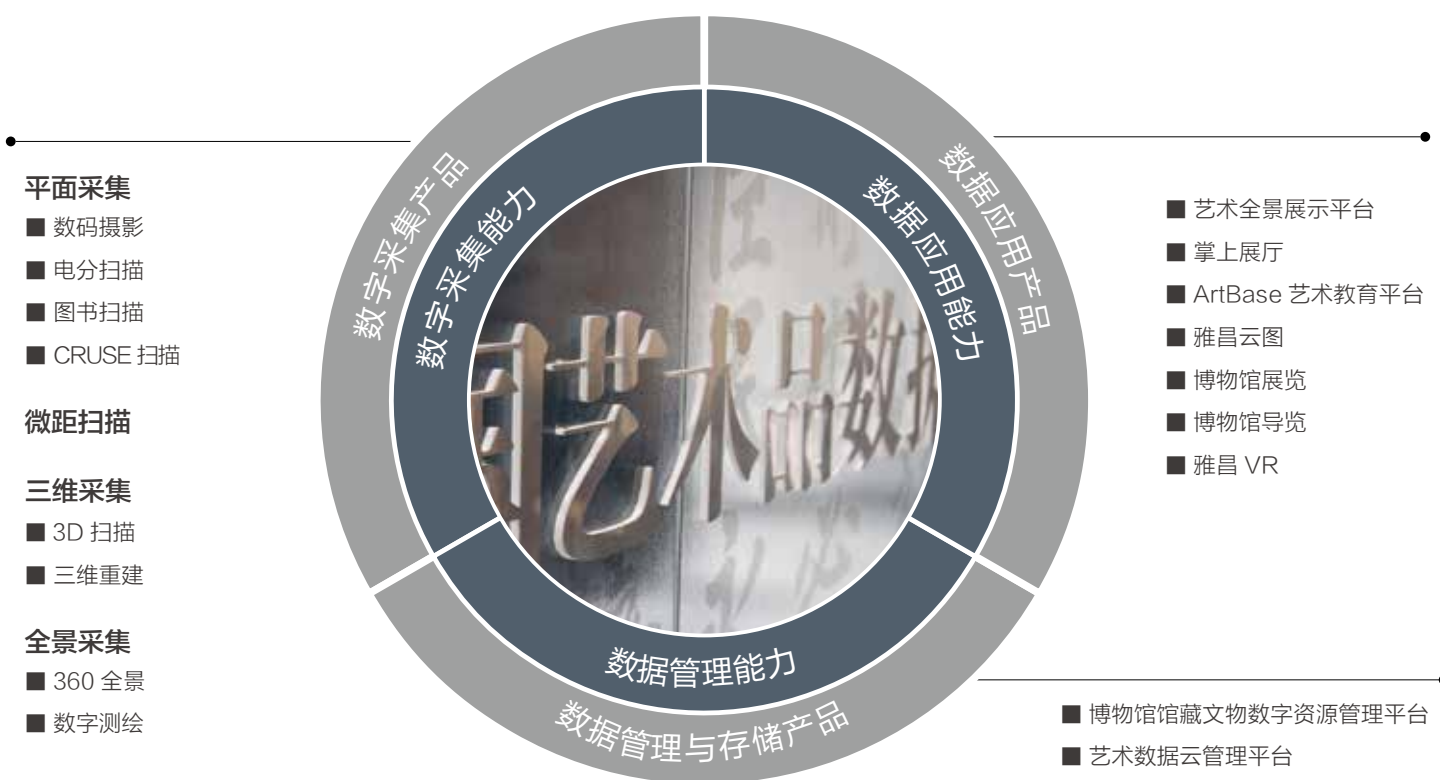 数字采集产品
数字采集能力
数据应用能力
数据应用产品
数据管理能力
数据管理与存储产品
艺术品数
平面采集
■ 数码摄影
■ 电分扫描
■ 图书扫描
■ CRUSE 扫描
微距扫描
三维采集
■ 3D 扫描
■ 三维重建
全景采集
■ 360 全景
■ 数字测绘
■ 艺术全景展示平台
■ 掌上展厅
■ ArtBase 艺术教育平台
■ 雅昌云图
■ 博物馆展览
■ 博物馆导览
■ 雅昌 VR
■ 博物馆馆藏文物数字资源管理平台
■ 艺术数据云管理平台